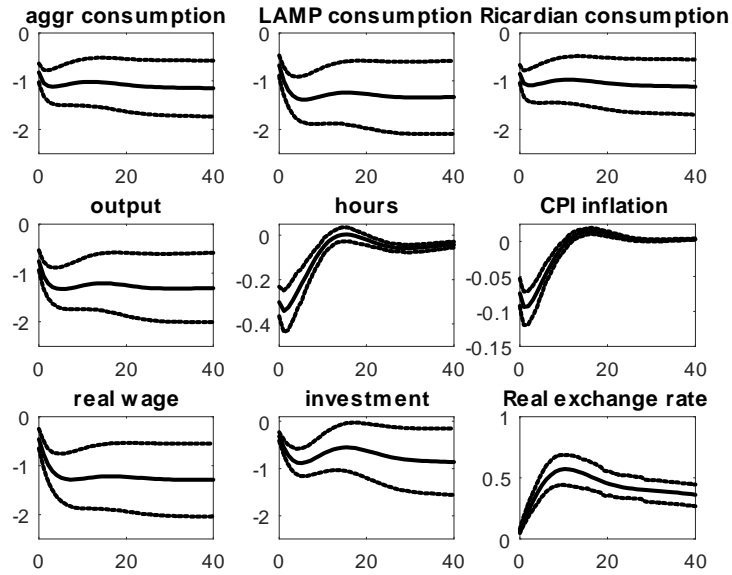 aggr consumption LAMP consumption Ricardian consumption
0 0 0
-1 -1 -1
-2 -2 -2
0 20 40 0 20 40 0 20 40
output hours CPI inflation
0 0 0
-1 -0.2 -0.05
-2 -0.4 -0.1
-0.15
0 20 40 0 20 40 0 20 40
real wage investment Real exchange rate
0 0 1
-1 -1 0.5
-2 -2 0
0 20 40 0 20 40 0 20 40